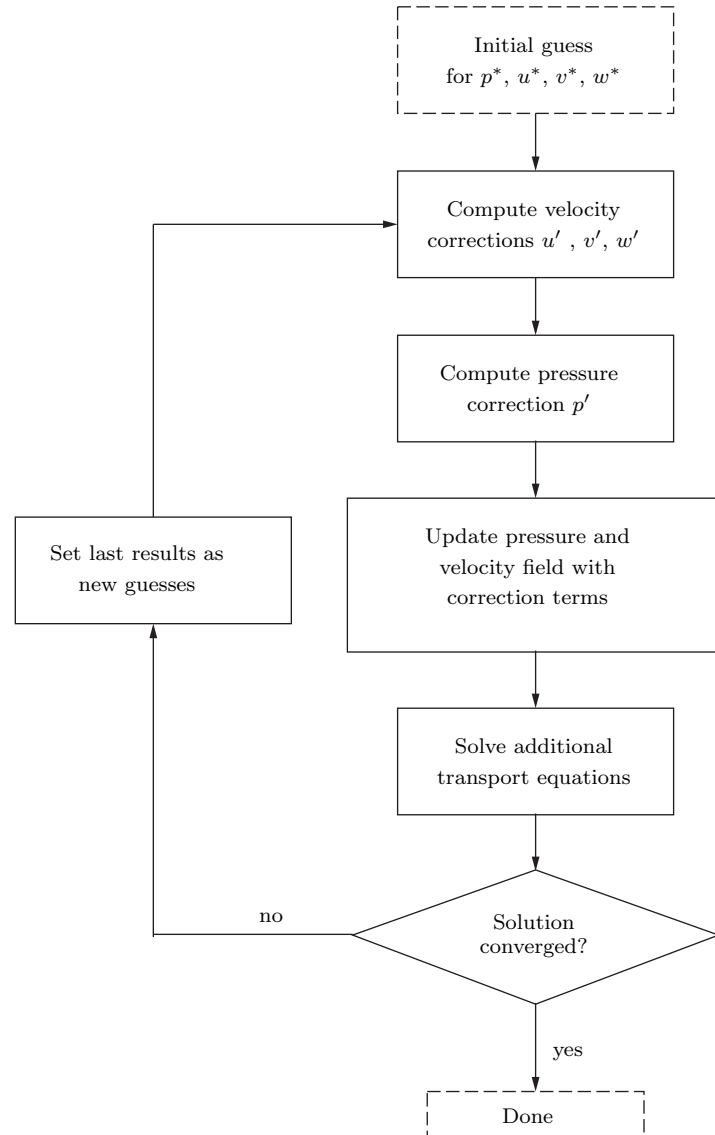 Initial guess
for p*, u*, v*, w*
Compute velocity
corrections u′ , v′, w′
Compute pressure
correction p′
Set last results as
new guesses
Update pressure and
velocity field with
correction terms
Solve additional
transport equations
no
Solution
converged?
yes
Done